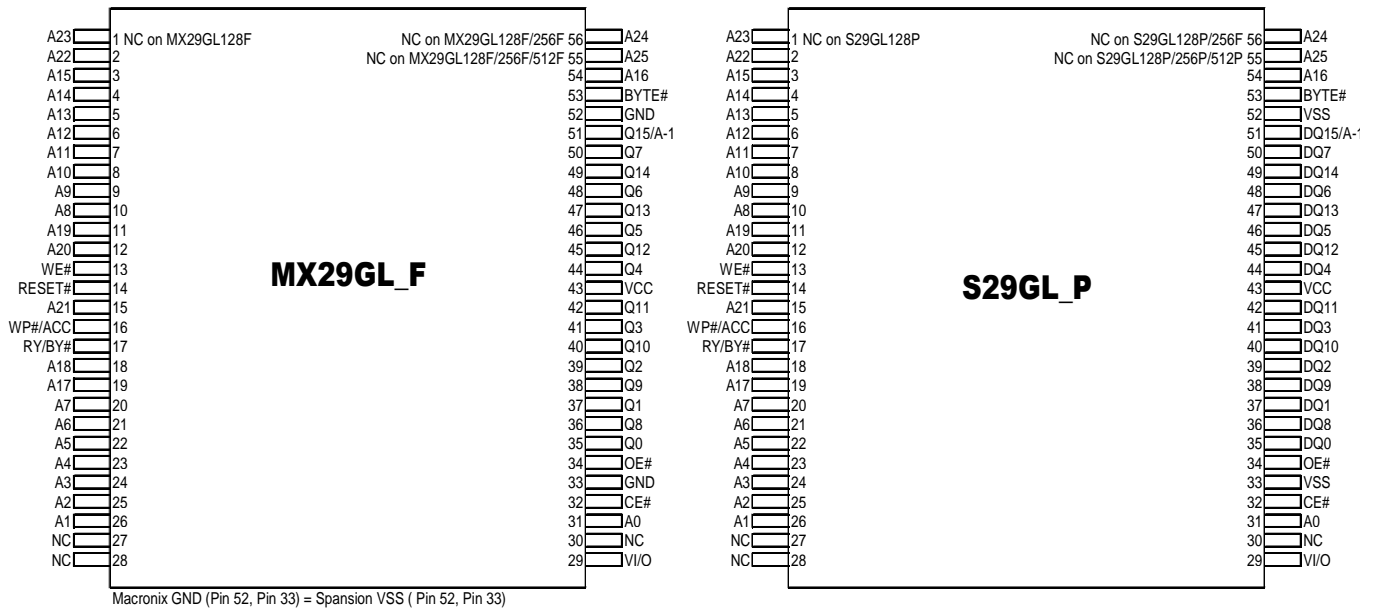 A23 1 NC on MX29GL128F NC on MX29GL128F/256F 56 A24
A22 2 NC on MX29GL128F/256F/512F 55 A25
A15 3 54 A16
A14 4 53 BYTE#
A13 5 52 GND
A12 6 51 Q15/A-1
A11 7 50 Q7
A10 8 49 Q14
A9 9 48 Q6
A8 10 47 Q13
A19 11 46 Q5
A20 12 45 Q12
WE# 13 44 Q4
RESET# 14 43 VCC
A21 15 42 Q11
WP#/ACC 16 41 Q3
RY/BY# 17 40 Q10
A18 18 39 Q2
A17 19 38 Q9
A7 20 37 Q1
A6 21 36 Q8
A5 22 35 Q0
A4 23 34 OE#
A3 24 33 GND
A2 25 32 CE#
A1 26 31 A0
NC 27 30 NC
NC 28 29 VI/O
MX29GL_F
Macronix GND (Pin 52, Pin 33) = Spansion VSS ( Pin 52, Pin 33)
A23 1 NC on S29GL128P NC on S29GL128P/256F 56 A24
A22 2 NC on S29GL128P/256P/512P 55 A25
A15 3 54 A16
A14 4 53 BYTE#
A13 5 52 VSS
A12 6 51 DQ15/A-1
A11 7 50 DQ7
A10 8 49 DQ14
A9 9 48 DQ6
A8 10 47 DQ13
A19 11 46 DQ5
A20 12 45 DQ12
WE# 13 44 DQ4
RESET# 14 43 VCC
A21 15 42 DQ11
WP#/ACC 16 41 DQ3
RY/BY# 17 40 DQ10
A18 18 39 DQ2
A17 19 38 DQ9
A7 20 37 DQ1
A6 21 36 DQ8
A5 22 35 DQ0
A4 23 34 OE#
A3 24 33 VSS
A2 25 32 CE#
A1 26 31 A0
NC 27 30 NC
NC 28 29 VI/O
S29GL_P